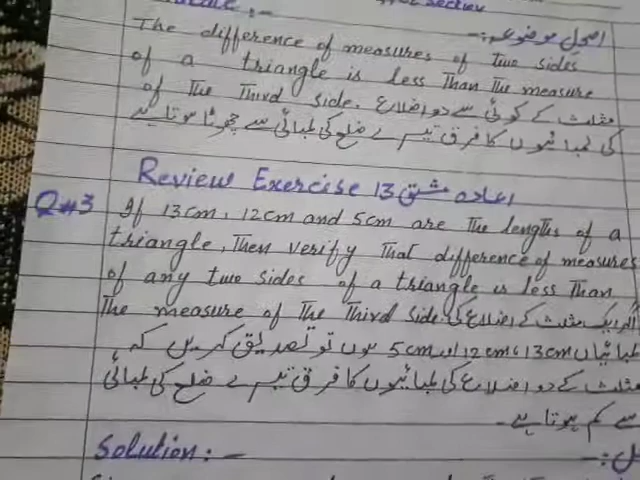 Section اصول موضوعہ:-
The difference of measures of two sides
of a triangle is less Than The measure
of The Third side. مثلث کے کوئی سے دو اضلاع
کی لمبائیوں کا فرق تیسرے ضلع کی لمبائی سے چھوٹا ہوتا ہے
Review Exercise 13 اعادہ مشق
Q#3 If 13cm, 12cm and 5cm are The lengths of a
triangle, Then verify That difference of measures
of any two sides of a triangle is less Than
The measure of The Third side. اگر ایک مثلث کے اضلاع کی
لمبائیاں 13cm، 12cm اور 5cm ہوں تو تصدیق کریں کہ
مثلث کے دو اضلاع کی لمبائیوں کا فرق تیسرے ضلع کی لمبائی
سے کم ہوتا ہے۔
Solution:- حل:-